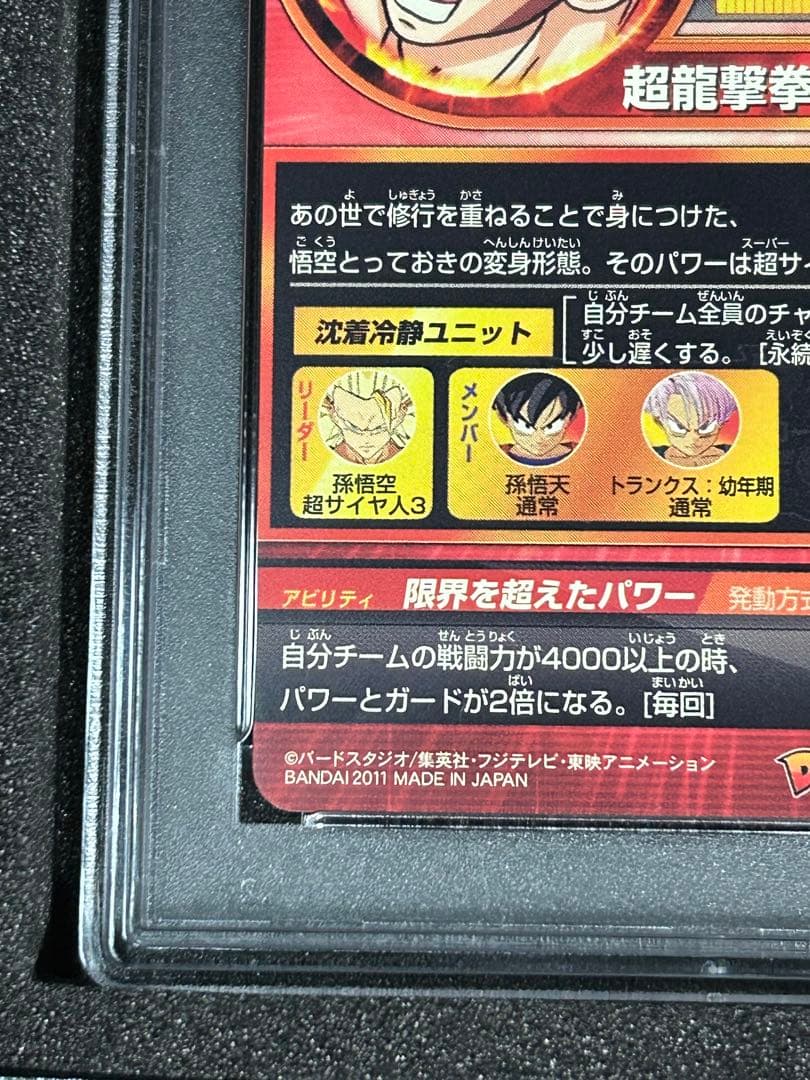 超龍撃拳
あの世で修行を重ねることで身につけた、
悟空とっておきの変身形態。そのパワーは超サイ
沈着冷静ユニット
自分チーム全員のチャ
少し遅くする。 [永続
リーダー
孫悟空
超サイヤ人3
メンバー
孫悟天
通常
トランクス：幼年期
通常
アビリティ 限界を超えたパワー 発動方式
自分チームの戦闘力が4000以上の時、
パワーとガードが2倍になる。[毎回]
©バードスタジオ/集英社・フジテレビ・東映アニメーション
BANDAI 2011 MADE IN JAPAN